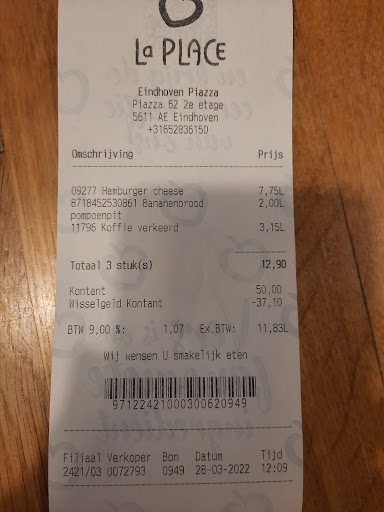 La PLACE
Eindhoven Piazza
Piazza 62 2e etage
5611 AE Eindhoven
+31652836150
Omschrijving Prijs
09277 Hamburger cheese 7,75L
8718452530861 Bananenbrood 2,00L
pompoenpit
11796 Koffie verkeerd 3,15L
Totaal 3 stuk(s) 12,90
Kontant 50,00
Wisselgeld Kontant -37,10
BTW 9,00 %: 1.07 Ex.BTW: 11,83L
Wij wensen U smakelijk eten
97122421000300620949
Filiaal Verkoper Bon Datum Tijd
2421/03 0072793 0949 28-03-2022 12:09